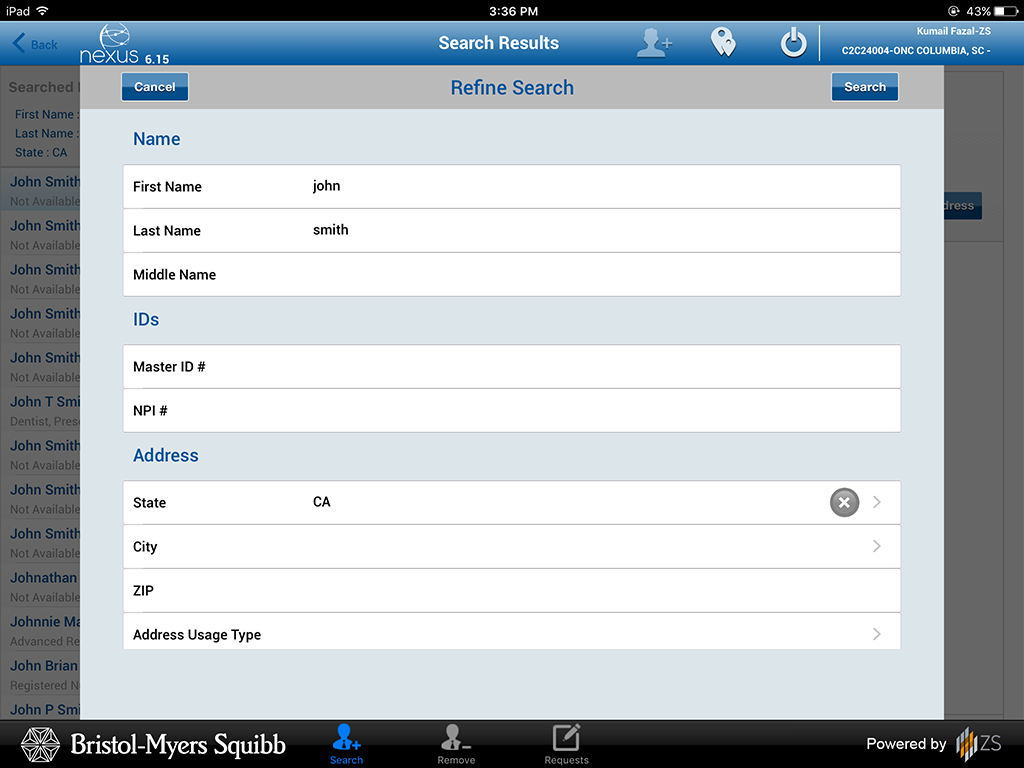 iPad 3:36 PM 43%
Back nexus 6.15 Search Results Kumail Fazal-ZS
C2C24004-ONC COLUMBIA, SC -
Searched
Cancel Refine Search Search
First Name :
Last Name :
State : CA
John Smith
Not Available
John Smith
Not Available
John Smith
Not Available
John Smith
Not Available
John Smith
Not Available
John T Smi
Dentist, Pres
John Smith
Not Available
John Smith
Not Available
John Smith
Not Available
Johnathan
Not Available
Johnnie Ma
Advanced Re
John Brian
Registered N
John P Smi
dress
Name
First Name john
Last Name smith
Middle Name
IDs
Master ID #
NPI #
Address
State CA
City
ZIP
Address Usage Type
Bristol-Myers Squibb
Search
Remove
Requests
Powered by ZS